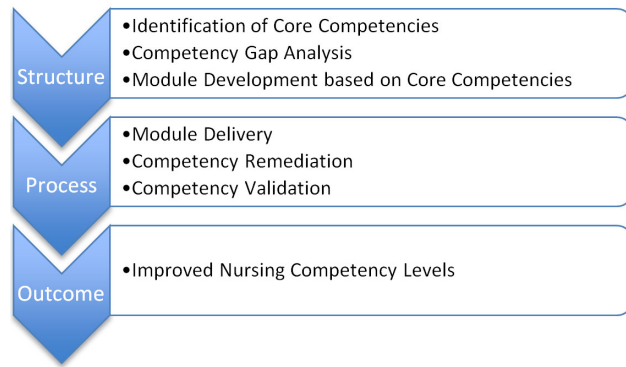 Structure
•Identification of Core Competencies
•Competency Gap Analysis
•Module Development based on Core Competencies
Process
•Module Delivery
•Competency Remediation
•Competency Validation
Outcome
•Improved Nursing Competency Levels